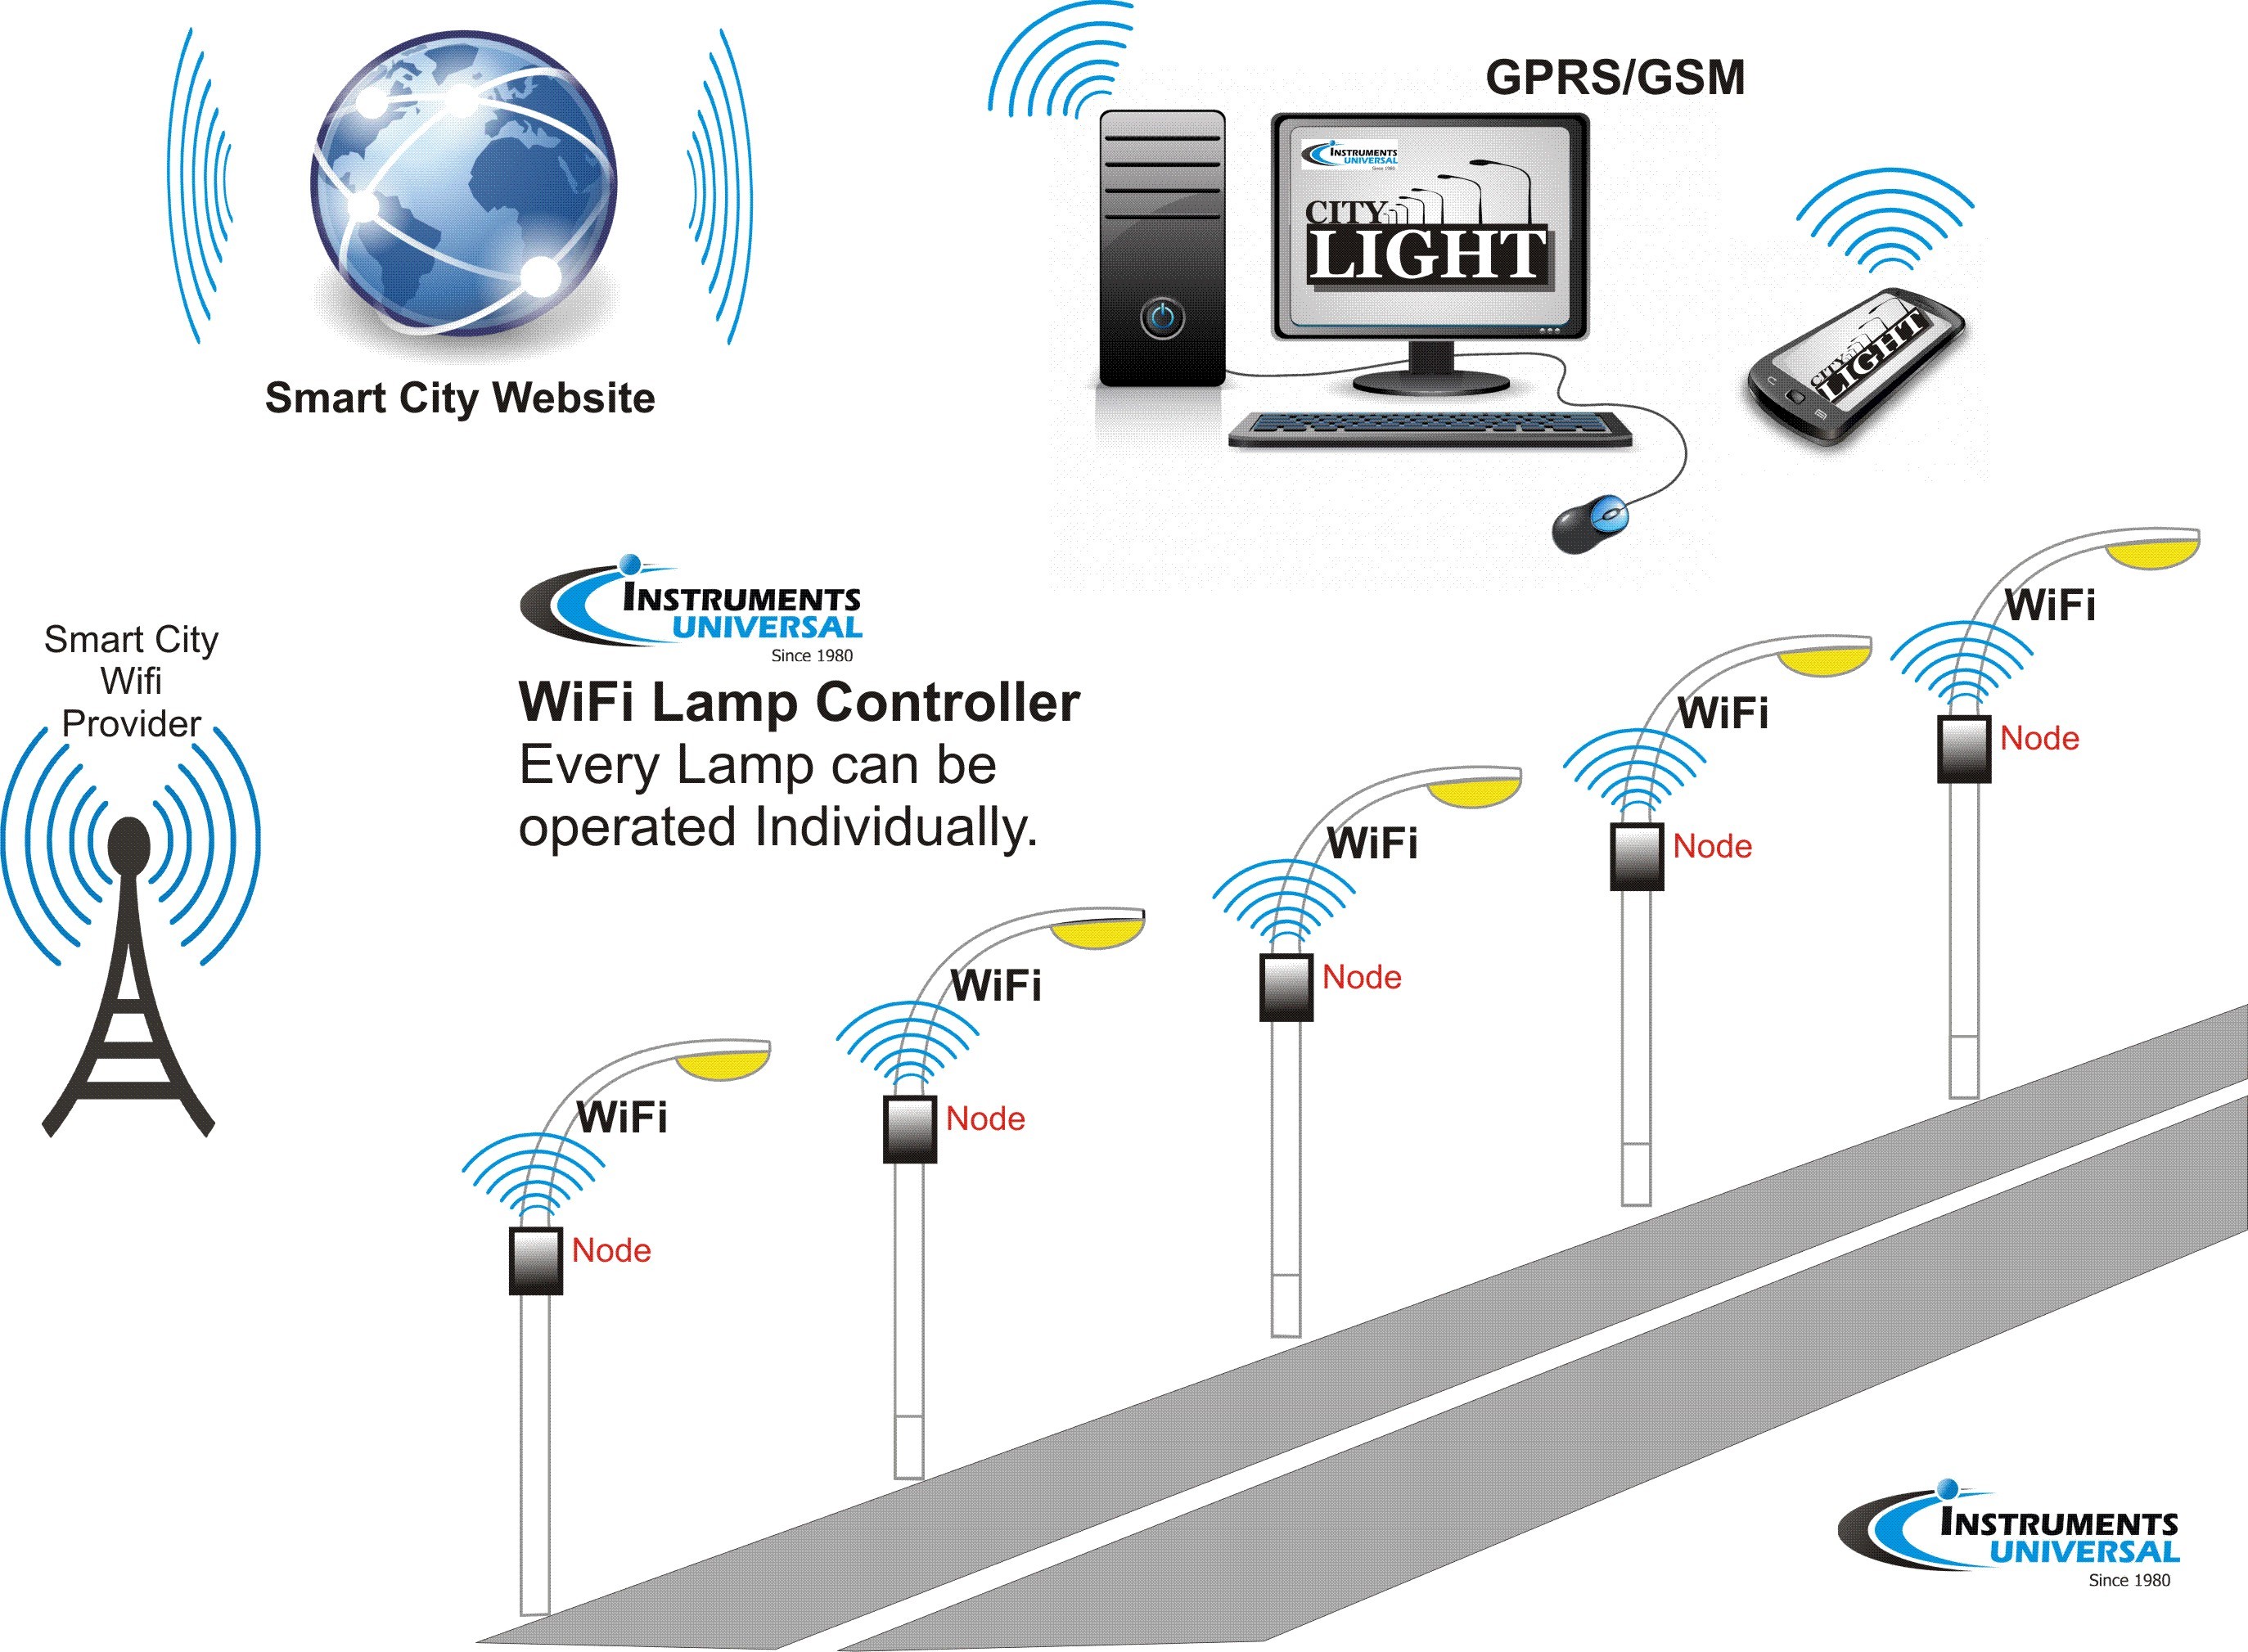 GPRS/GSM
INSTRUMENTS
UNIVERSAL
Since 1980
CITY
LIGHT
CITY
LIGHT
Smart City Website
INSTRUMENTS
UNIVERSAL
Since 1980
WiFi Lamp Controller
Every Lamp can be
operated Individually.
Smart City
Wifi
Provider
WiFi
Node
WiFi
Node
WiFi
Node
WiFi
Node
WiFi
Node
INSTRUMENTS
UNIVERSAL
Since 1980